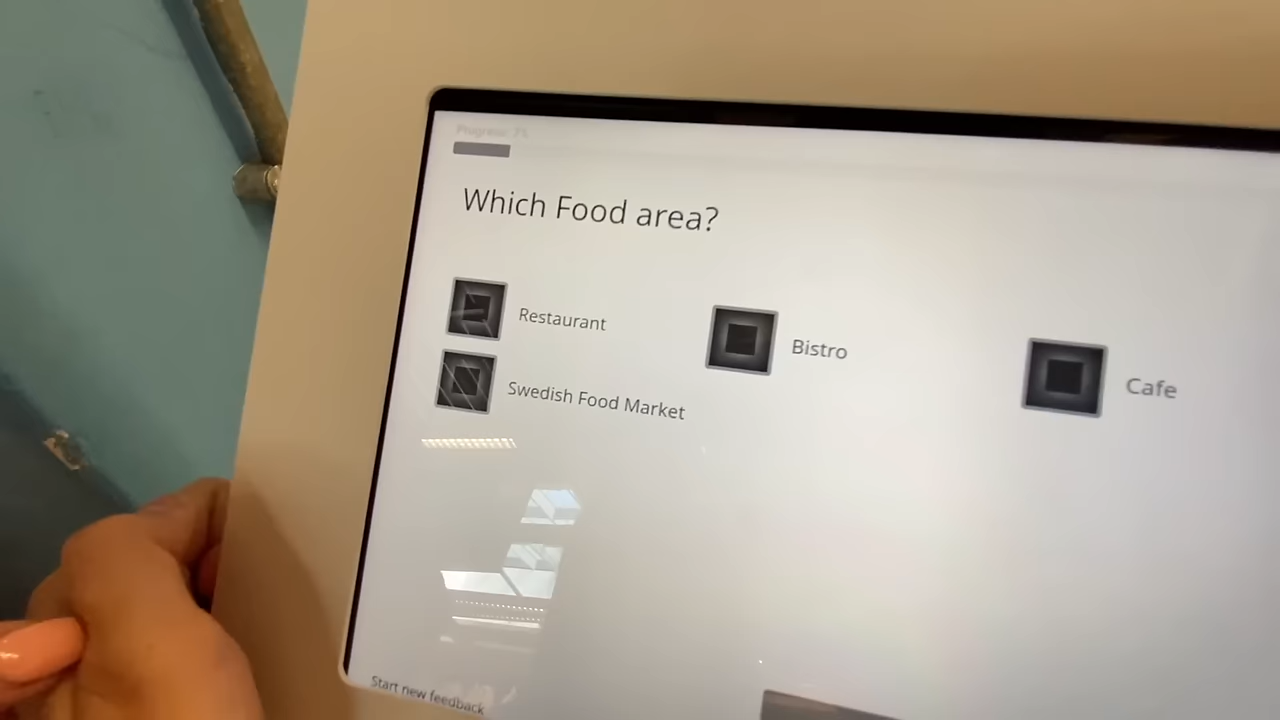 Which Food area?
Restaurant
Bistro
Cafe
Swedish Food Market
Start new feedback